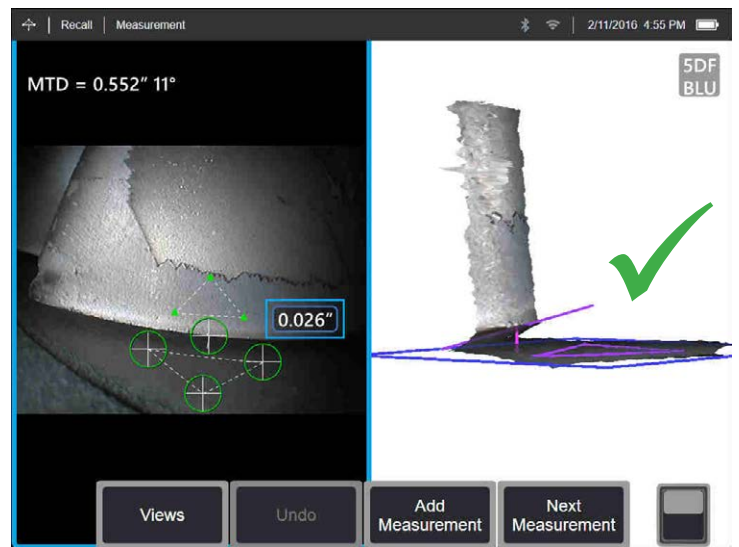 Recall
Measurement
2/11/2016 4:55 PM
MTD = 0.552" 11°
5DF
BLU
0.026"
Views
Undo
Add
Measurement
Next
Measurement